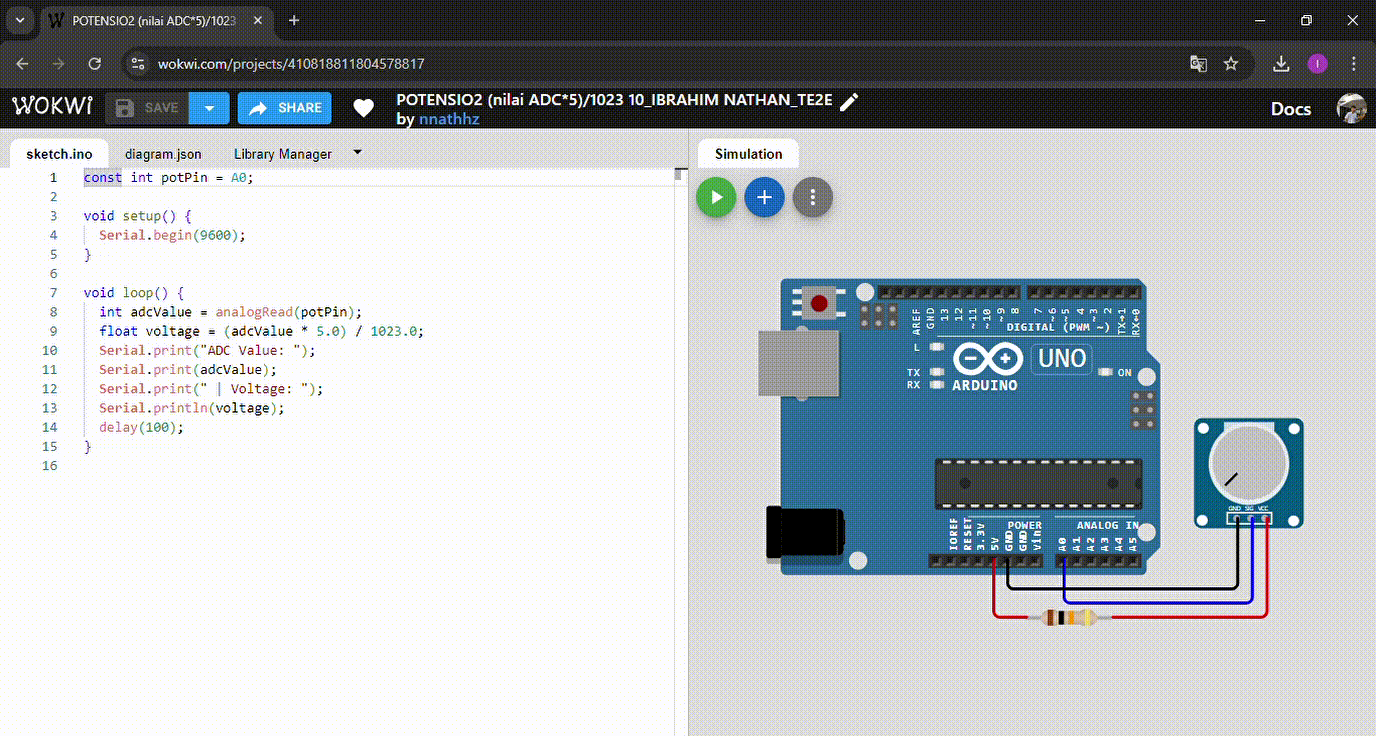 POTENSIO2 (nilai ADC*5)/1023
wokwi.com/projects/410818811804578817
WOKWI
SAVE
SHARE
POTENSIO2 (nilai ADC*5)/1023 10_IBRAHIM NATHAN_TE2E
by nnathhz
Docs
sketch.ino diagram.json Library Manager
1 const int potPin = A0;
2
3 void setup() {
4 Serial.begin(9600);
5 }
6
7 void loop() {
8 int adcValue = analogRead(potPin);
9 float voltage = (adcValue * 5.0) / 1023.0;
10 Serial.print("ADC Value: ");
11 Serial.print(adcValue);
12 Serial.print(" | Voltage: ");
13 Serial.println(voltage);
14 delay(100);
15 }
16
Simulation
AREF GND 13 12 ~11 ~10 ~9 8 7 ~6 ~5 4 ~3 2 TX→1 RX←0
DIGITAL (PWM ~)
L
UNO
TX
RX
ARDUINO
ON
GND SIG VCC
POWER
ANALOG IN
IOREF RESET 3.3V 5V GND GND Vin A0 A1 A2 A3 A4 A5